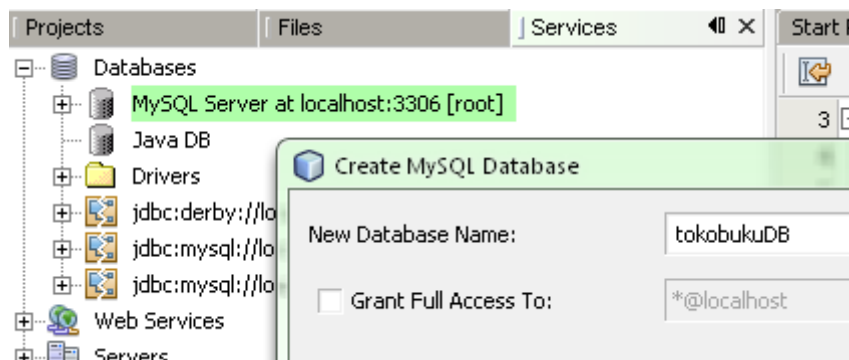 Projects Files Services Start
Databases
MySQL Server at localhost:3306 [root]
3
Java DB
Create MySQL Database
Drivers
jdbc:derby://lo
New Database Name: tokobukuDB
jdbc:mysql://lo
jdbc:mysql://lo
Grant Full Access To: *@localhost
Web Services
Servers